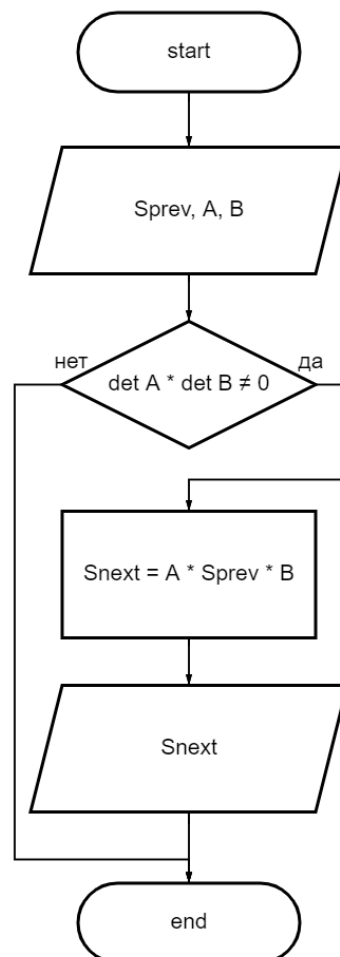 start
Sprev, A, B
нет
да
det A * det B ≠ 0
Snext = A * Sprev * B
Snext
end